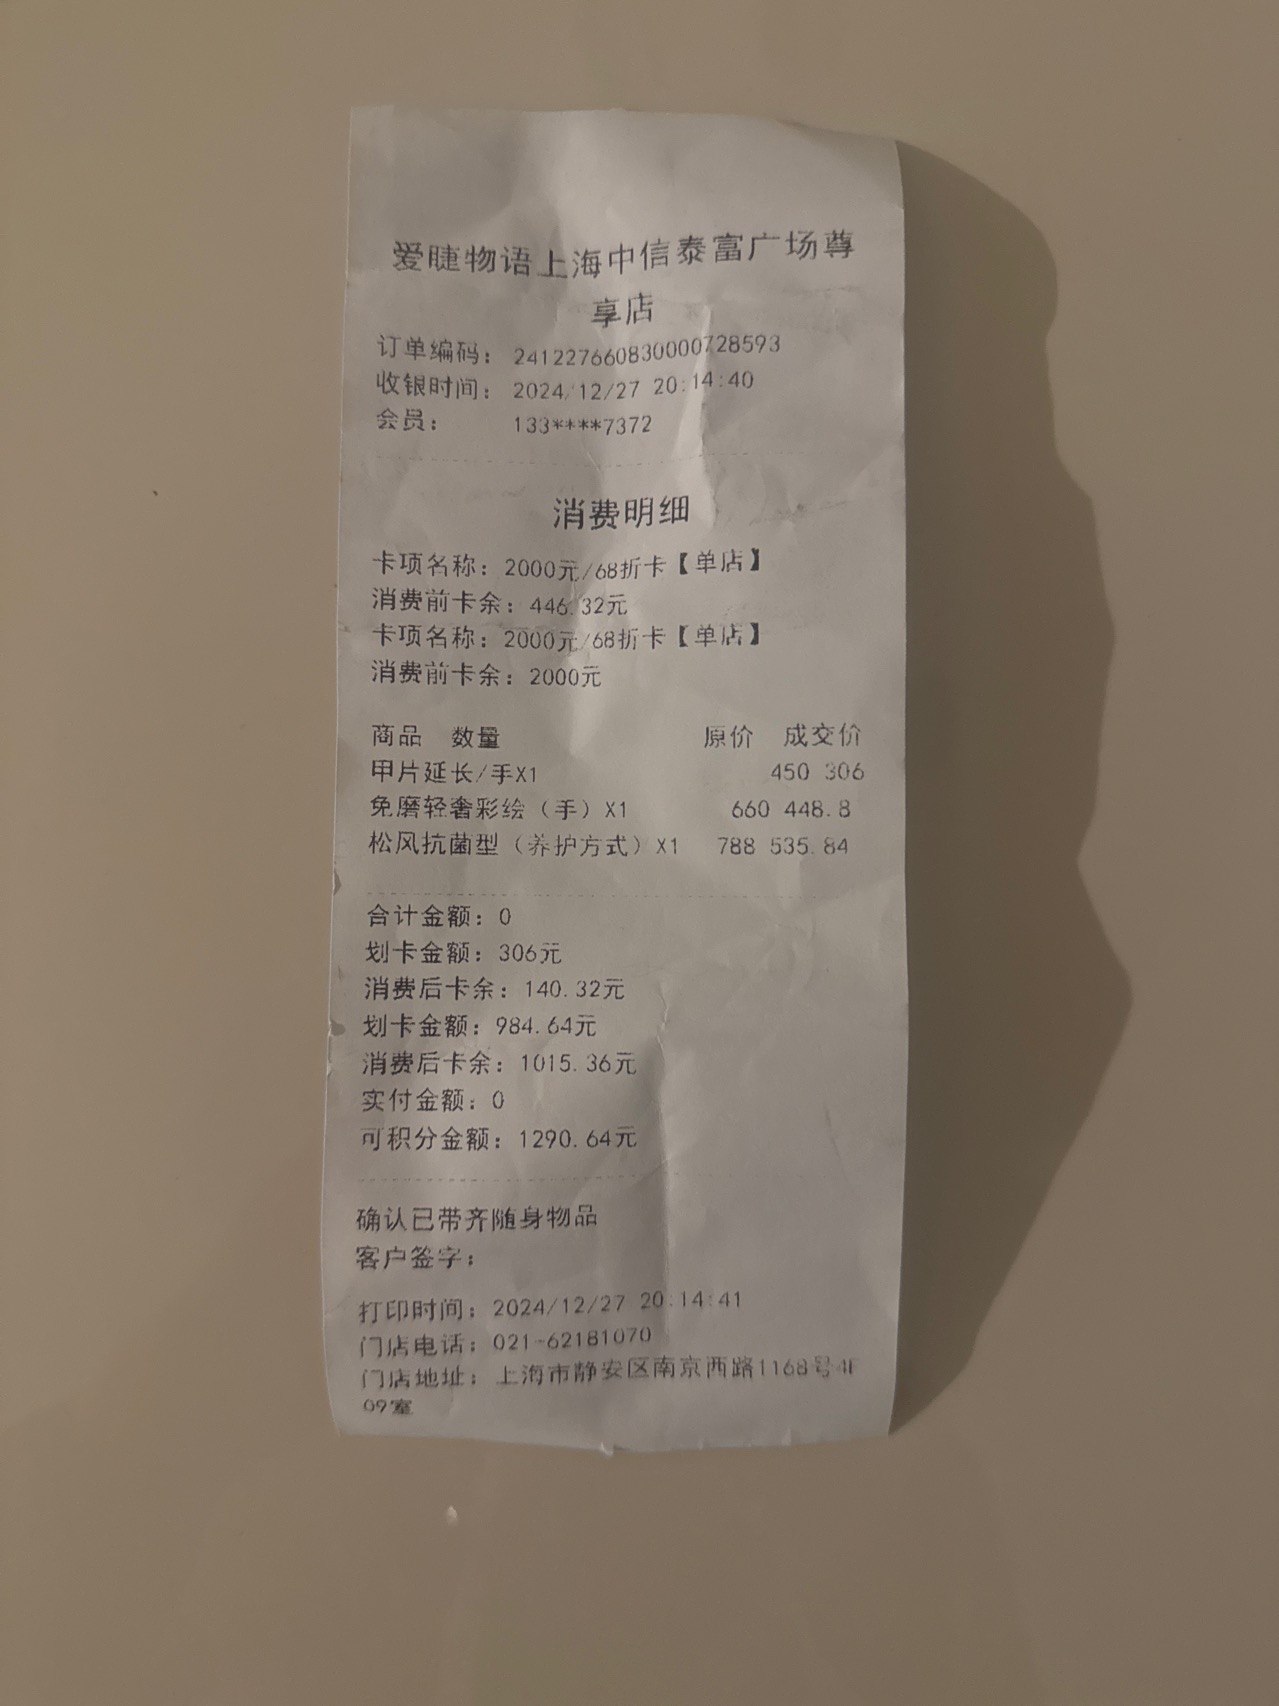 爱睫物语上海中信泰富广场尊
享店
订单编码：241227660830000728593
收银时间：2024/12/27 20:14:40
会员：133****7372
消费明细
卡项名称：2000元/68折卡【单店】
消费前卡余：446.32元
卡项名称：2000元/68折卡【单店】
消费前卡余：2000元
商品 数量 原价 成交价
甲片延长/手X1 450 306
免磨轻奢彩绘（手）X1 660 448.8
松风抗菌型（养护方式）X1 788 535.84
合计金额：0
划卡金额：306元
消费后卡余：140.32元
划卡金额：984.64元
消费后卡余：1015.36元
实付金额：0
可积分金额：1290.64元
确认已带齐随身物品
客户签字：
打印时间：2024/12/27 20:14:41
门店电话：021-62181070
门店地址：上海市静安区南京西路1168号4F
09室